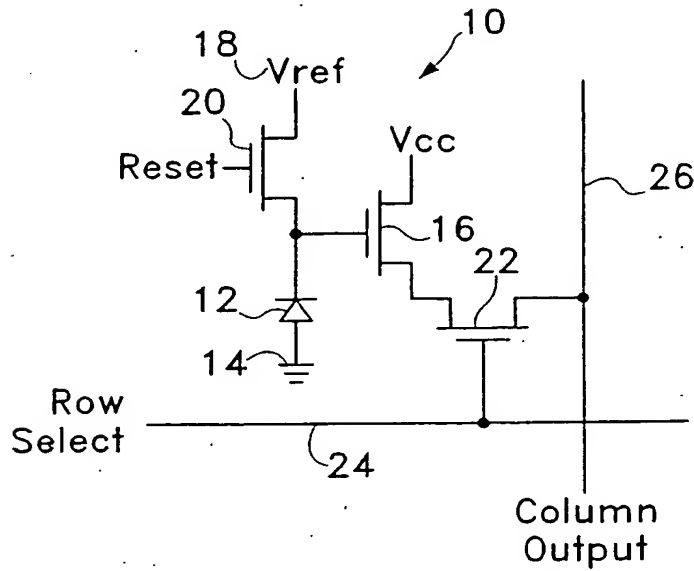 10
18
Vref
20
Reset
Vcc
26
16
22
12
14
Row
Select
24
Column
Output